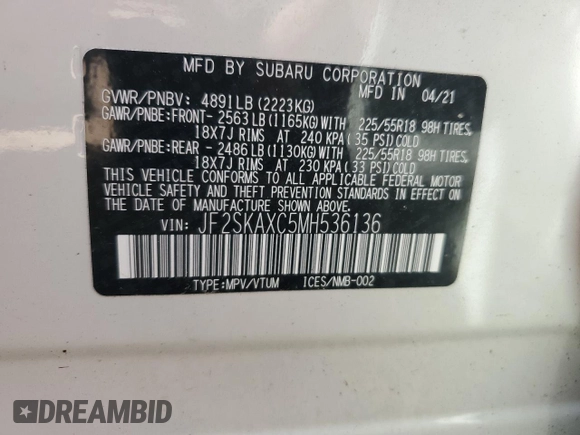 MFD BY SUBARU CORPORATION
MFD IN 04/21
GVWR/PNBV: 4891LB (2223KG)
GAWR/PNBE:FRONT- 2563LB (1165KG) WITH 225/55R18 98H TIRES,
18X7J RIMS AT 240 KPA (35 PSI) COLD
GAWR/PNBE:REAR - 2486LB (1130KG) WITH 225/55R18 98H TIRES,
18X7J RIMS AT 230 KPA (33 PSI) COLD
THIS VEHICLE CONFORMS TO ALL APPLICABLE FEDERAL MOTOR
VEHICLE SAFETY AND THEFT PREVENTION STANDARDS IN EFFECT ON
THE DATE OF MANUFACTURE SHOWN ABOVE.
VIN: JF2SKAXC5MH536136
TYPE:MPV/VTUM ICES/NMB-002
DREAMBID